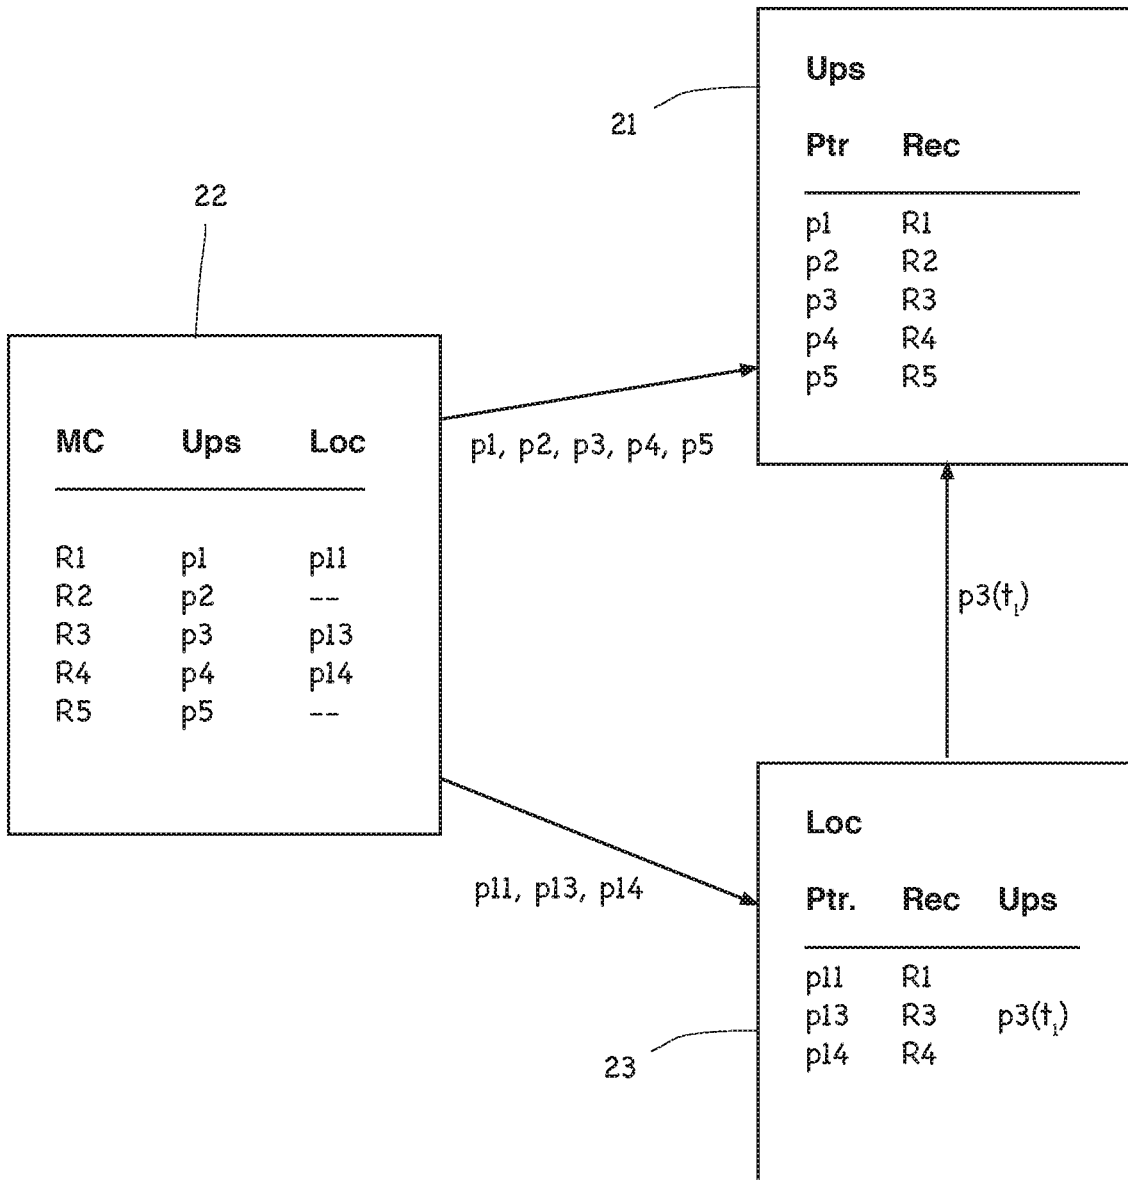 22
MC Ups Loc
R1 p1 p11
R2 p2 --
R3 p3 p13
R4 p4 p14
R5 p5 --
21
Ups
Ptr Rec
p1 R1
p2 R2
p3 R3
p4 R4
p5 R5
p1, p2, p3, p4, p5
p3(t₁)
p11, p13, p14
23
Loc
Ptr. Rec Ups
p11 R1
p13 R3 p3(t₁)
p14 R4